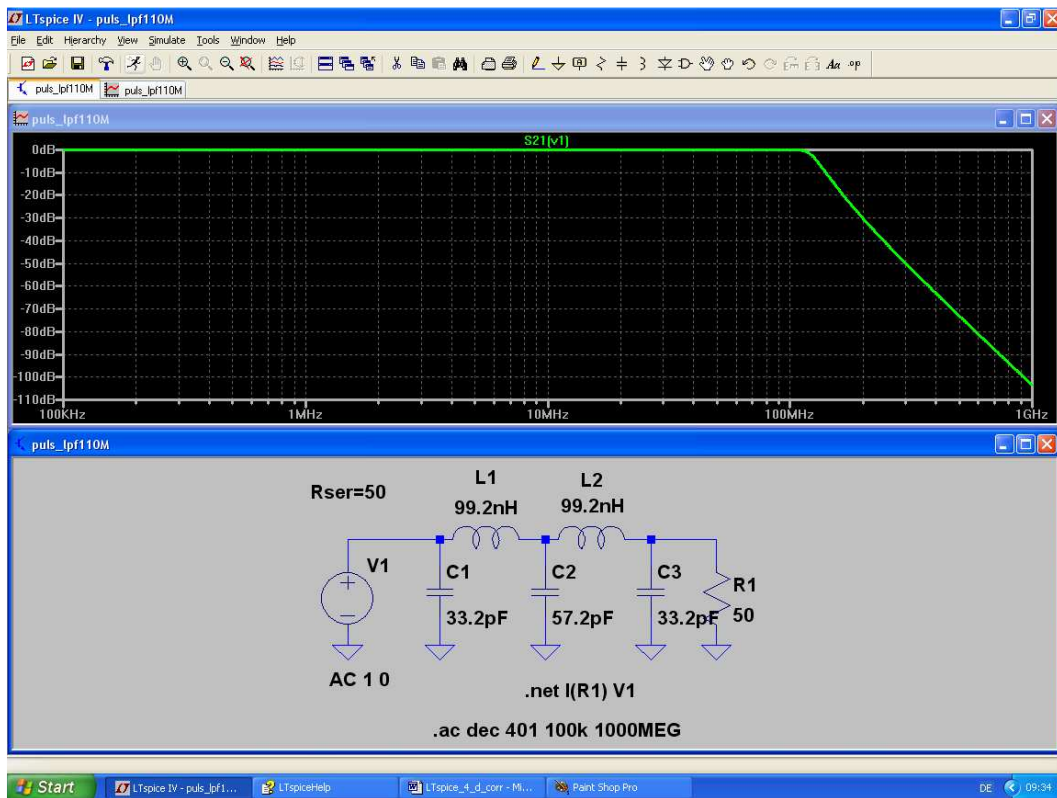 LTspice IV - puls_lpf110M
File Edit Hierarchy View Simulate Tools Window Help
Aa .op
puls_lpf110M puls_lpf110M
puls_lpf110M
S21(v1)
0dB
-10dB
-20dB
-30dB
-40dB
-50dB
-60dB
-70dB
-80dB
-90dB
-100dB
-110dB
100KHz 1MHz 10MHz 100MHz 1GHz
puls_lpf110M
Rser=50
L1 L2
99.2nH 99.2nH
V1 C1 C2 C3 R1
33.2pF 57.2pF 33.2pF 50
AC 1 0
.net I(R1) V1
.ac dec 401 100k 1000MEG
Start LTspice IV - puls_lpf1... LTspiceHelp LTspice_4_d_corr - Mi... Paint Shop Pro DE 09:34